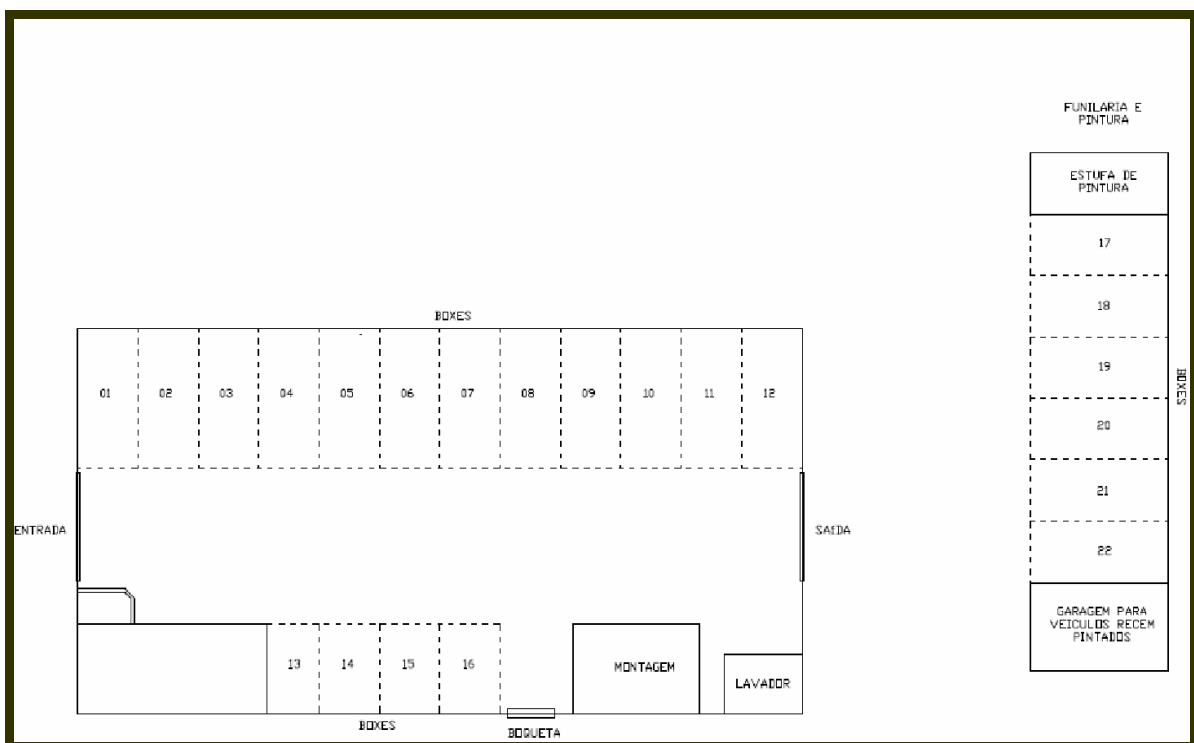 FUNILARIA E
PINTURA
ESTUFA DE
PINTURA
17
18
19
20
21
22
BOXES
GARAGEM PARA
VEICULOS RECEM
PINTADOS
BOXES
01 02 03 04 05 06 07 08 09 10 11 12
ENTRADA
SAIDA
13 14 15 16
MONTAGEM
LAVADOR
BOXES
BOQUETA